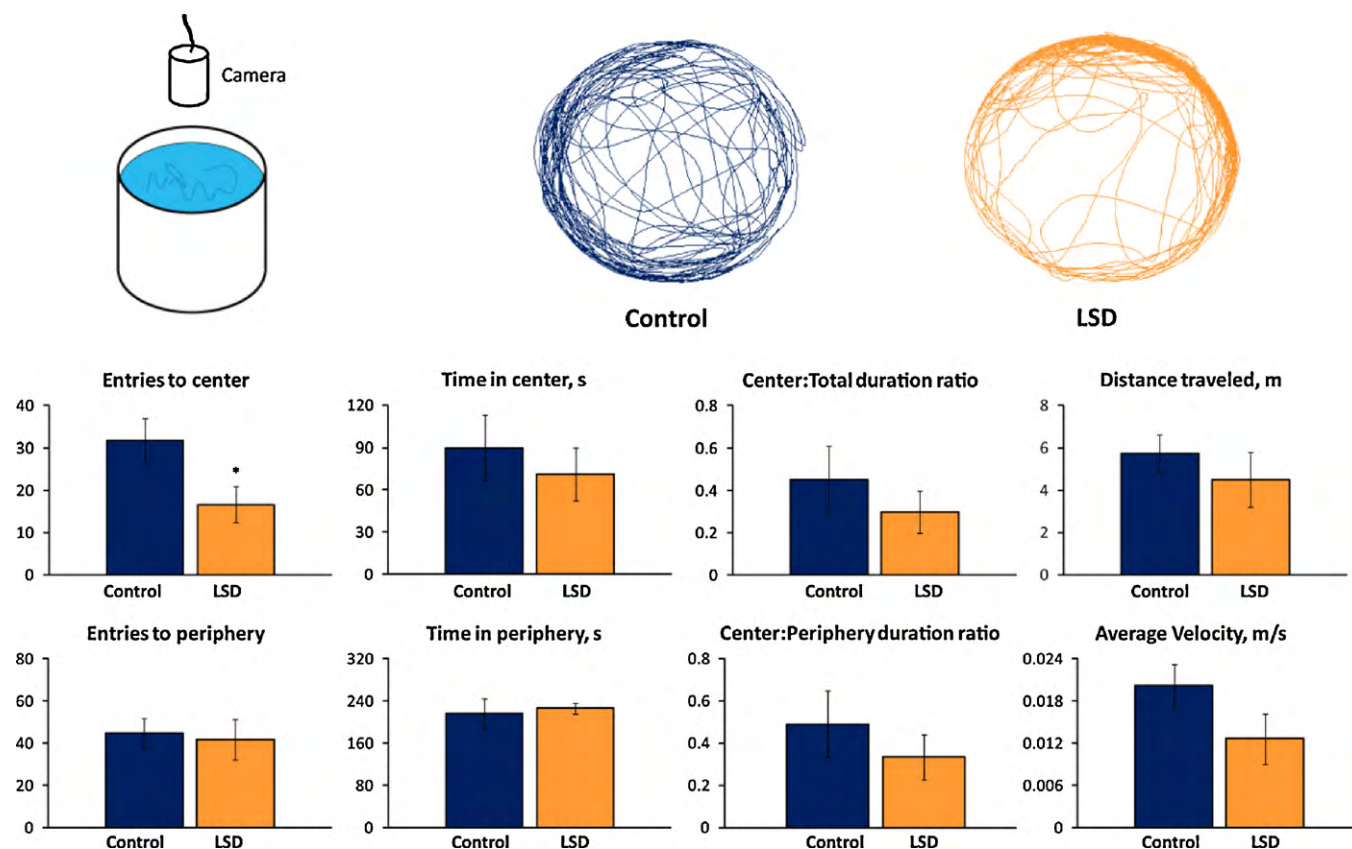 Camera
Control
LSD
Entries to center
40
30
20
10
0
*
Control LSD
Time in center, s
120
90
60
30
0
Control LSD
Center:Total duration ratio
0.8
0.6
0.4
0.2
0
Control LSD
Distance traveled, m
8
6
4
2
0
Control LSD
Entries to periphery
80
60
40
20
0
Control LSD
Time in periphery, s
320
240
160
80
0
Control LSD
Center:Periphery duration ratio
0.8
0.6
0.4
0.2
0
Control LSD
Average Velocity, m/s
0.024
0.018
0.012
0.006
0
Control LSD